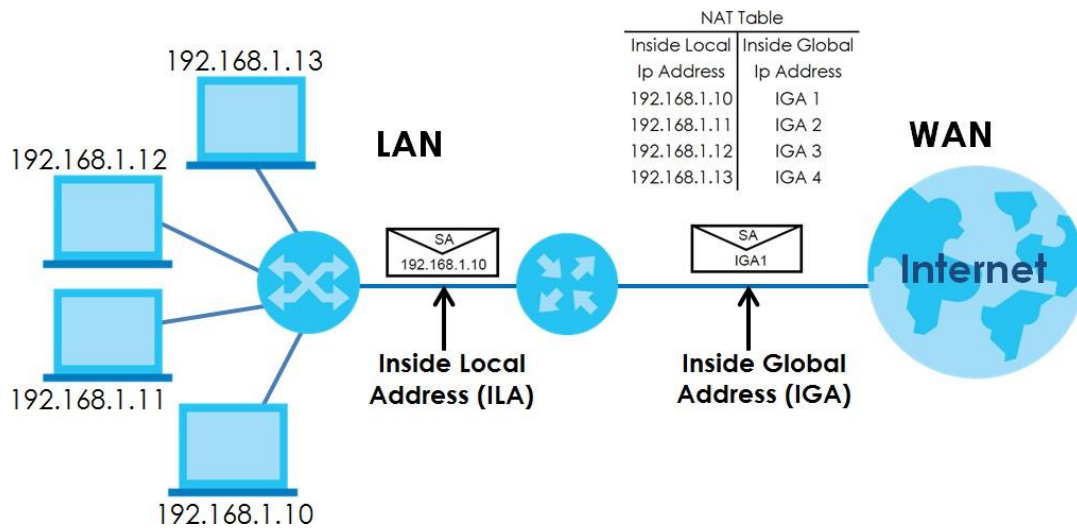 NAT Table
Inside Local Inside Global
Ip Address Ip Address
192.168.1.10 IGA 1
192.168.1.11 IGA 2
192.168.1.12 IGA 3
192.168.1.13 IGA 4
192.168.1.13
192.168.1.12
LAN
WAN
SA
192.168.1.10
SA
IGA1
Internet
Inside Local
Address (ILA)
Inside Global
Address (IGA)
192.168.1.11
192.168.1.10